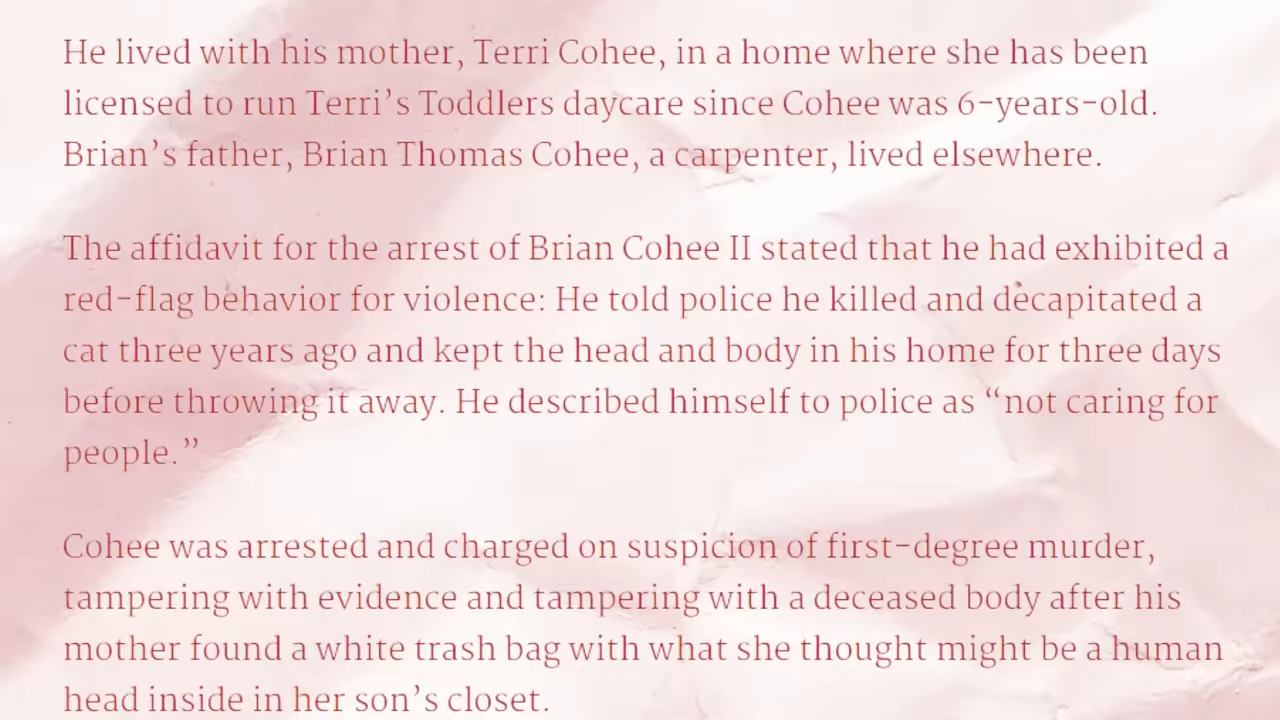 He lived with his mother, Terri Cohee, in a home where she has been
licensed to run Terri’s Toddlers daycare since Cohee was 6-years-old.
Brian’s father, Brian Thomas Cohee, a carpenter, lived elsewhere.
The affidavit for the arrest of Brian Cohee II stated that he had exhibited a
red-flag behavior for violence: He told police he killed and decapitated a
cat three years ago and kept the head and body in his home for three days
before throwing it away. He described himself to police as “not caring for
people.”
Cohee was arrested and charged on suspicion of first-degree murder,
tampering with evidence and tampering with a deceased body after his
mother found a white trash bag with what she thought might be a human
head inside in her son’s closet.